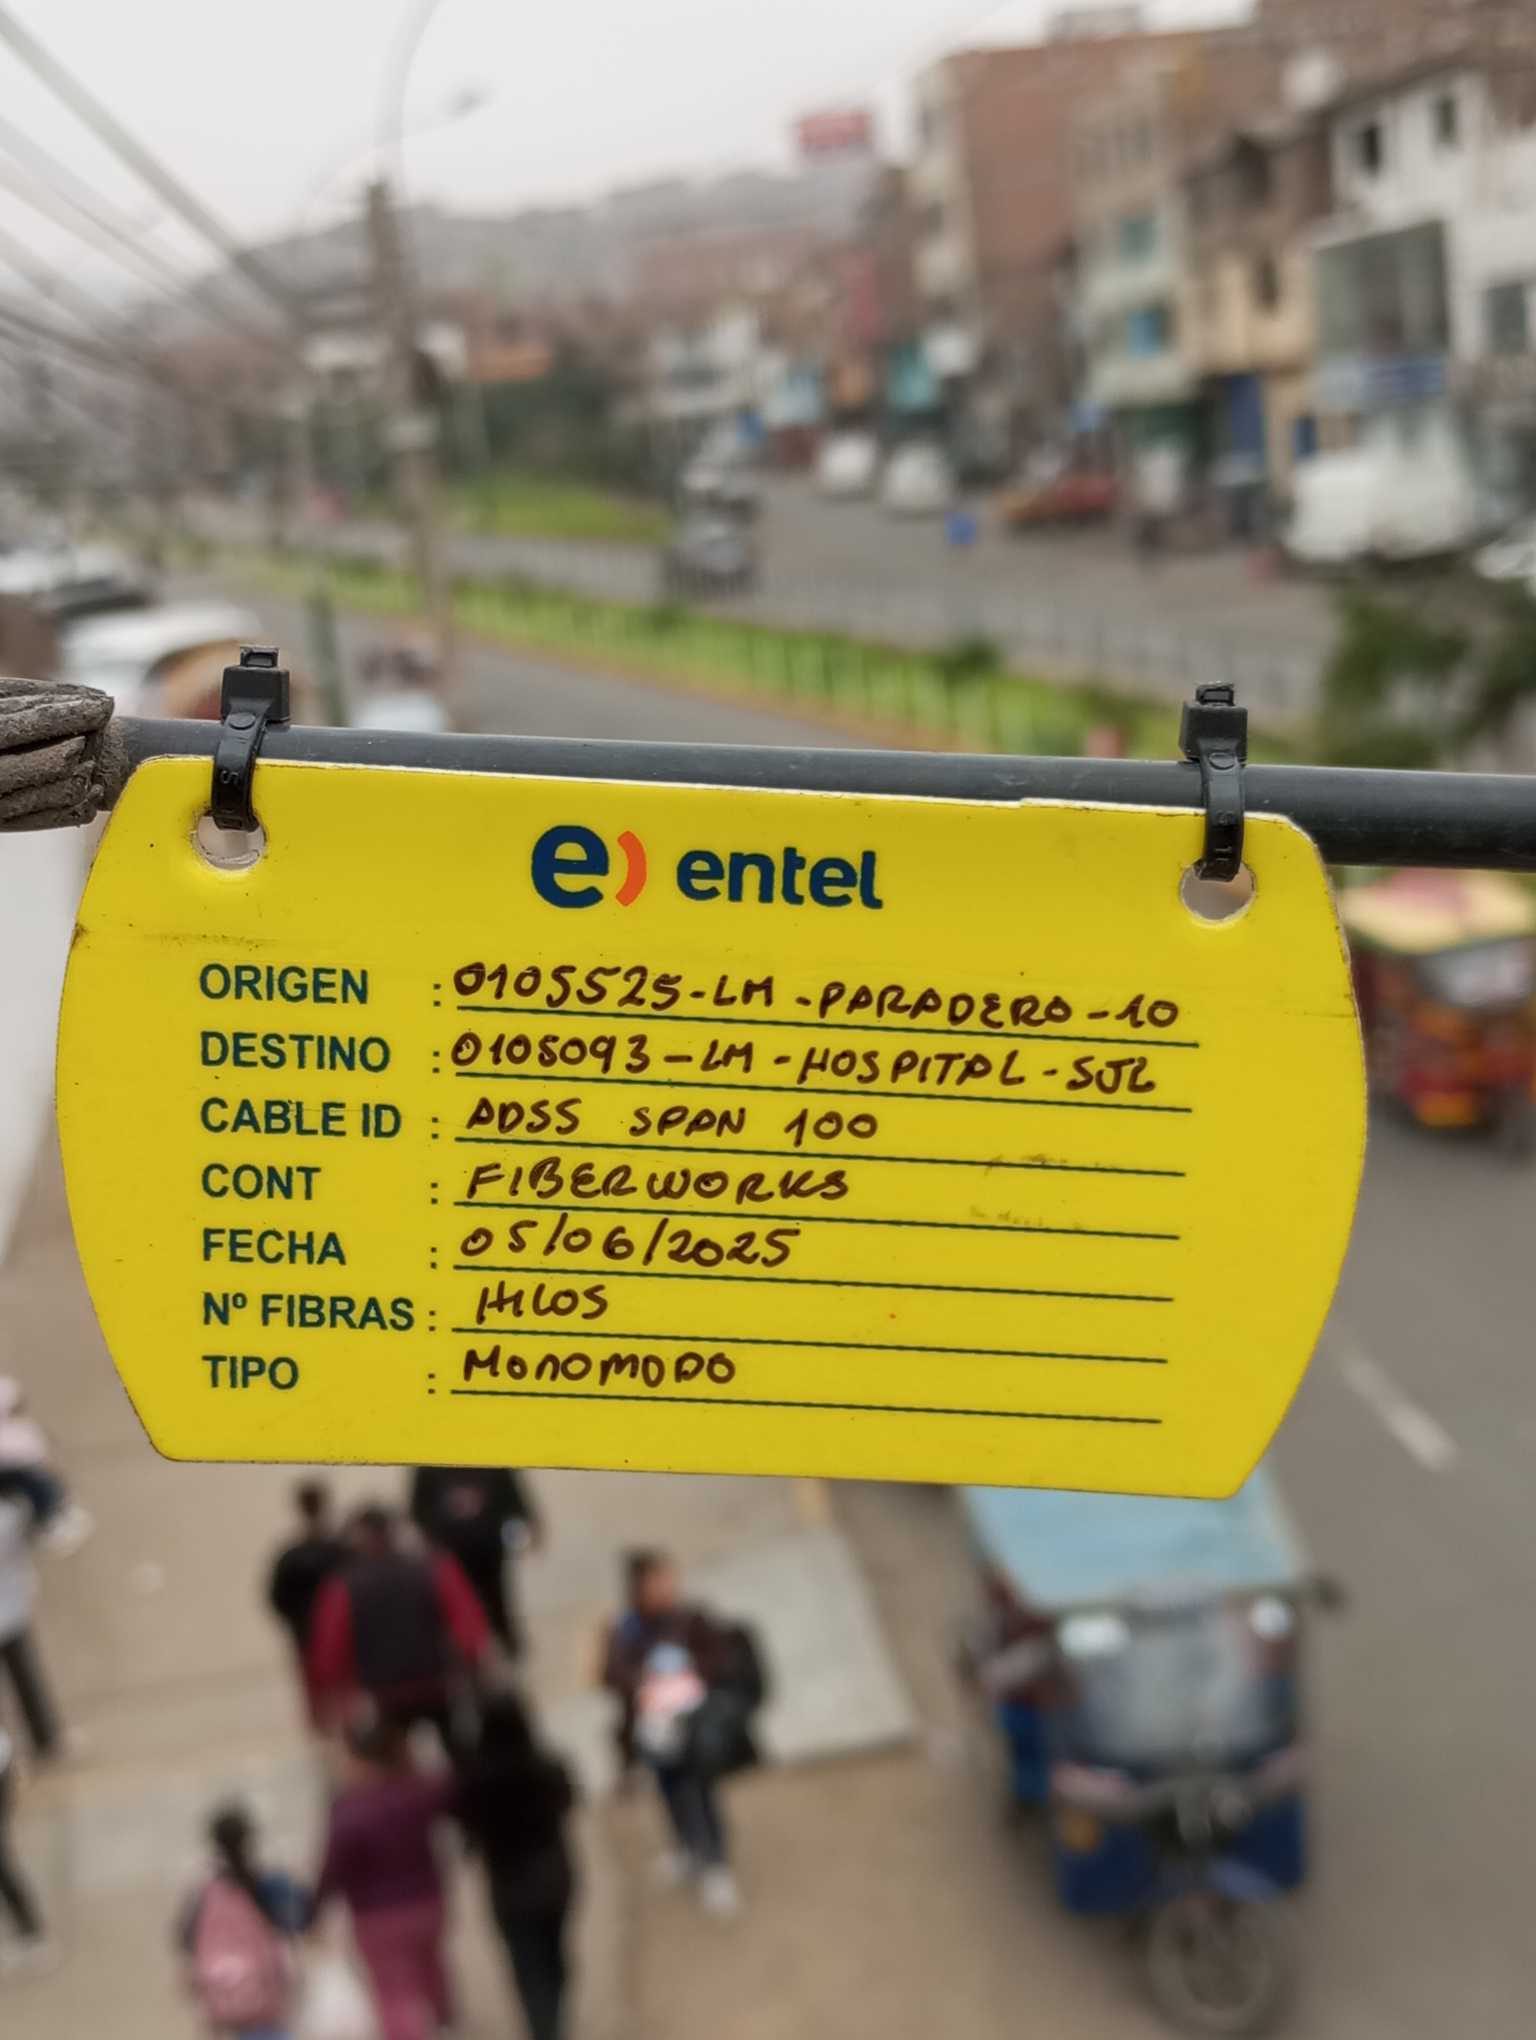 e) entel
ORIGEN : 0105525-LM-PARADERO-10
DESTINO : 0105093-LM-HOSPITAL-SJL
CABLE ID : ADSS SPAN 100
CONT : FIBERWORKS
FECHA : 05/06/2025
Nº FIBRAS : HILOS
TIPO : MONOMODO